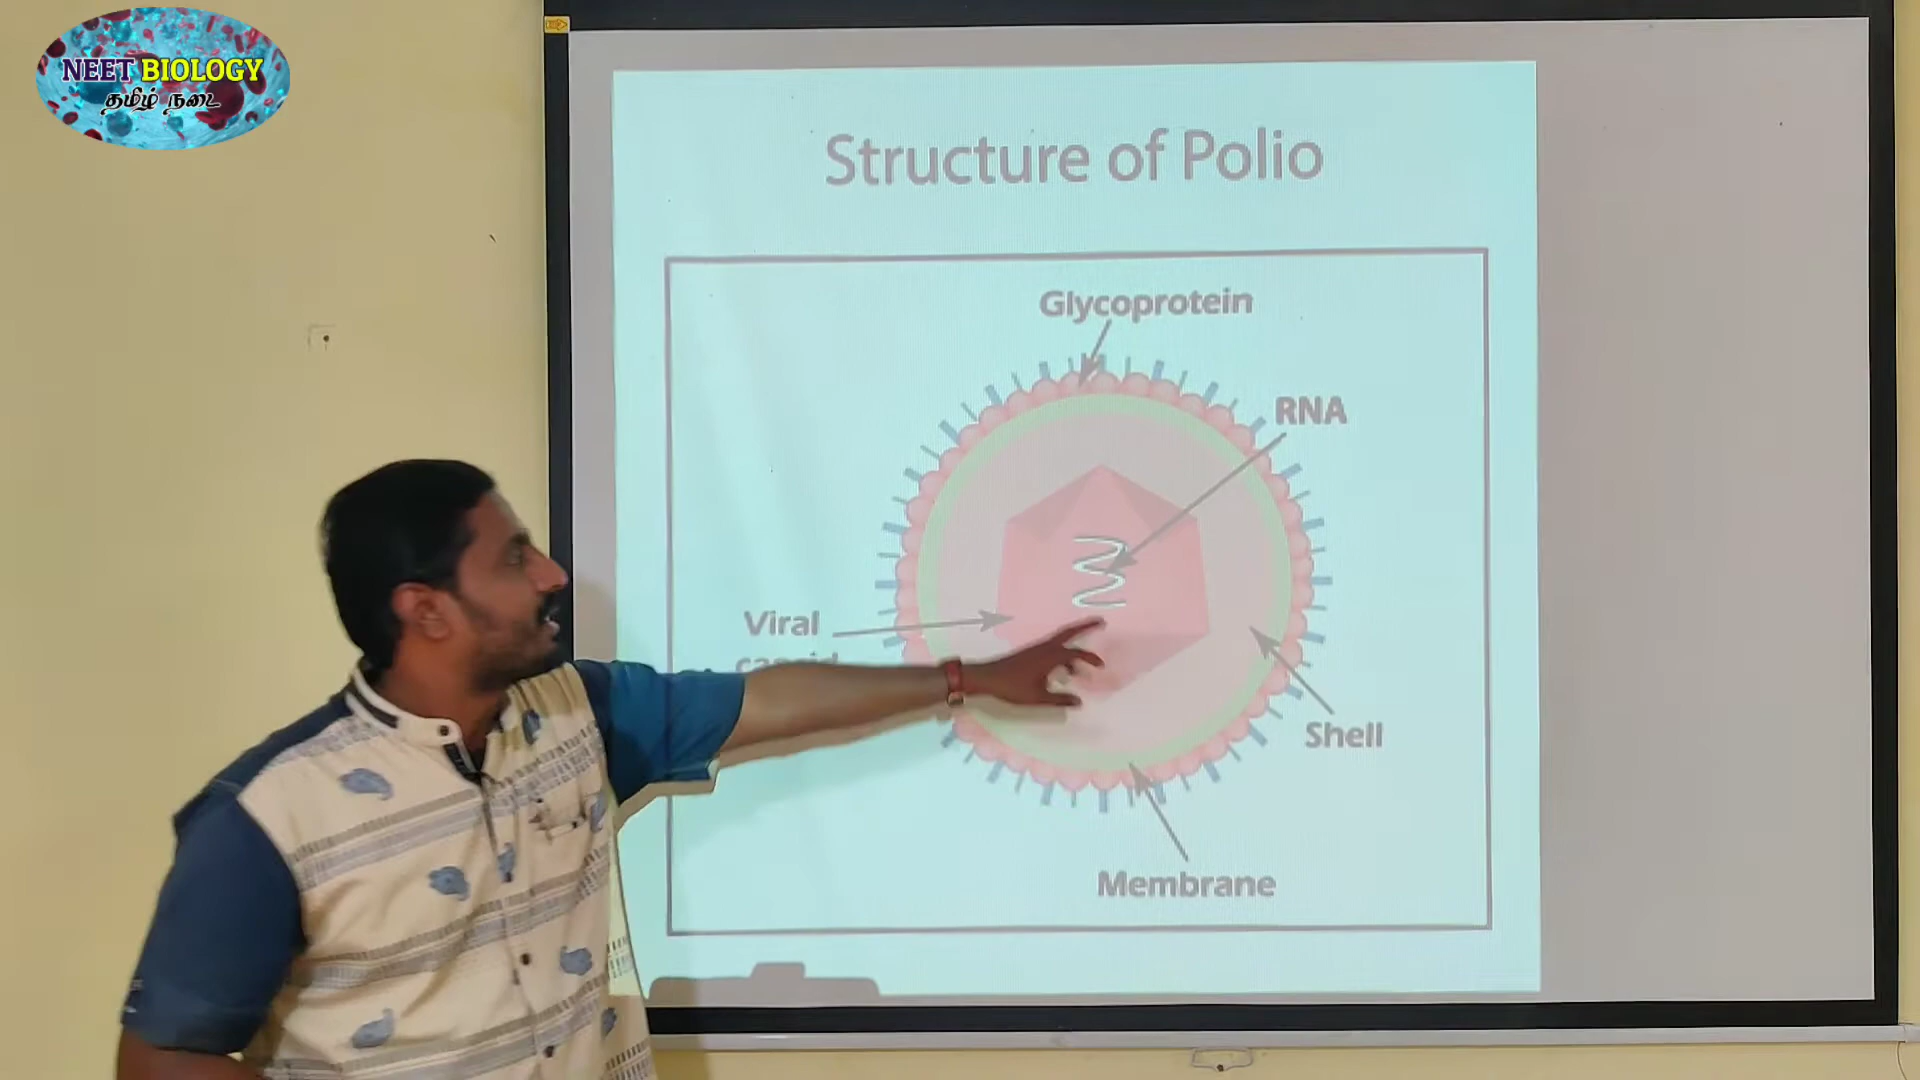 NEET BIOLOGY
தமிழ் நடை
Structure of Polio
Glycoprotein
RNA
Viral
Shell
Membrane